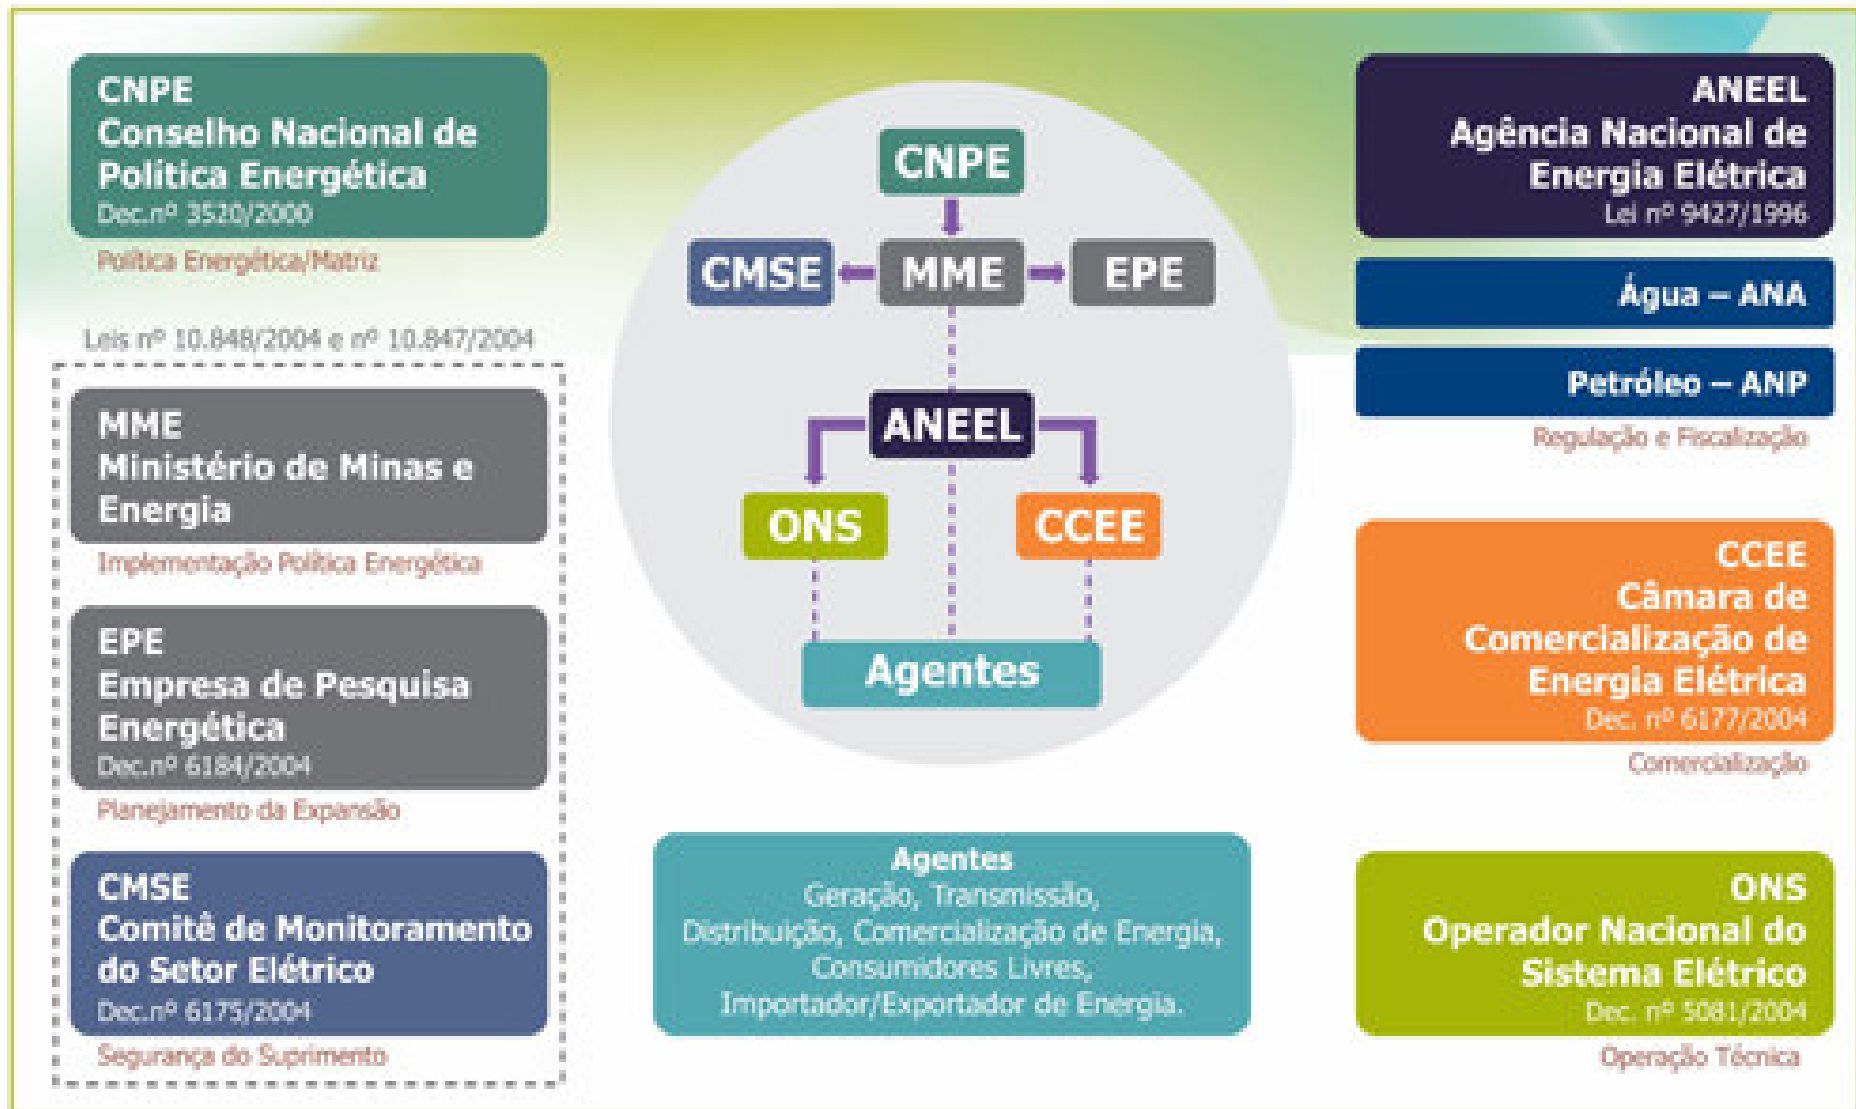 CNPE
Conselho Nacional de
Política Energética
Dec.nº 3520/2000
Política Energética/Matriz
Leis nº 10.848/2004 e nº 10.847/2004
MME
Ministério de Minas e
Energia
Implementação Política Energética
EPE
Empresa de Pesquisa
Energética
Dec.nº 6184/2004
Planejamento da Expansão
CMSE
Comitê de Monitoramento
do Setor Elétrico
Dec.nº 6175/2004
Segurança do Suprimento
CNPE
CMSE
MME
EPE
ANEEL
ONS
CCEE
Agentes
Agentes
Geração, Transmissão,
Distribuição, Comercialização de Energia,
Consumidores Livres,
Importador/Exportador de Energia.
ANEEL
Agência Nacional de
Energia Elétrica
Lei nº 9427/1996
Água – ANA
Petróleo – ANP
Regulação e Fiscalização
CCEE
Câmara de
Comercialização de
Energia Elétrica
Dec. nº 6177/2004
Comercialização
ONS
Operador Nacional do
Sistema Elétrico
Dec. nº 5081/2004
Operação Técnica